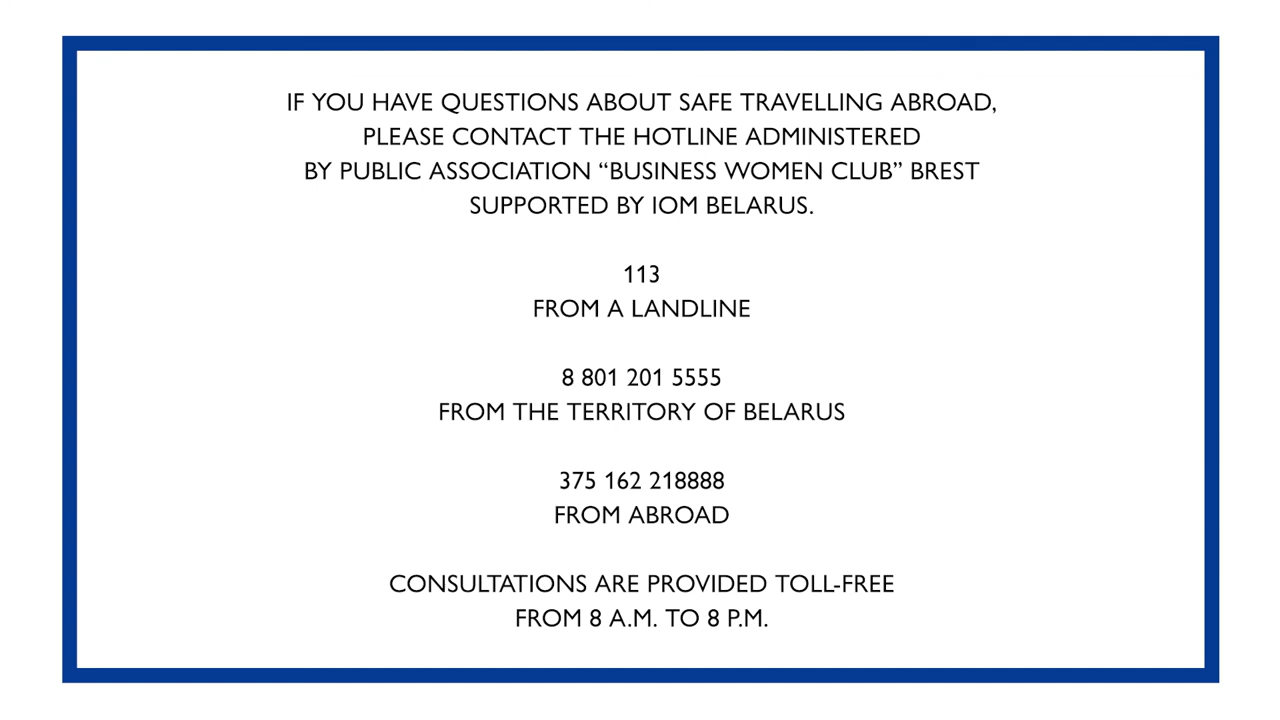 IF YOU HAVE QUESTIONS ABOUT SAFE TRAVELLING ABROAD,
PLEASE CONTACT THE HOTLINE ADMINISTERED
BY PUBLIC ASSOCIATION “BUSINESS WOMEN CLUB” BREST
SUPPORTED BY IOM BELARUS.
113
FROM A LANDLINE
8 801 201 5555
FROM THE TERRITORY OF BELARUS
375 162 218888
FROM ABROAD
CONSULTATIONS ARE PROVIDED TOLL-FREE
FROM 8 A.M. TO 8 P.M.